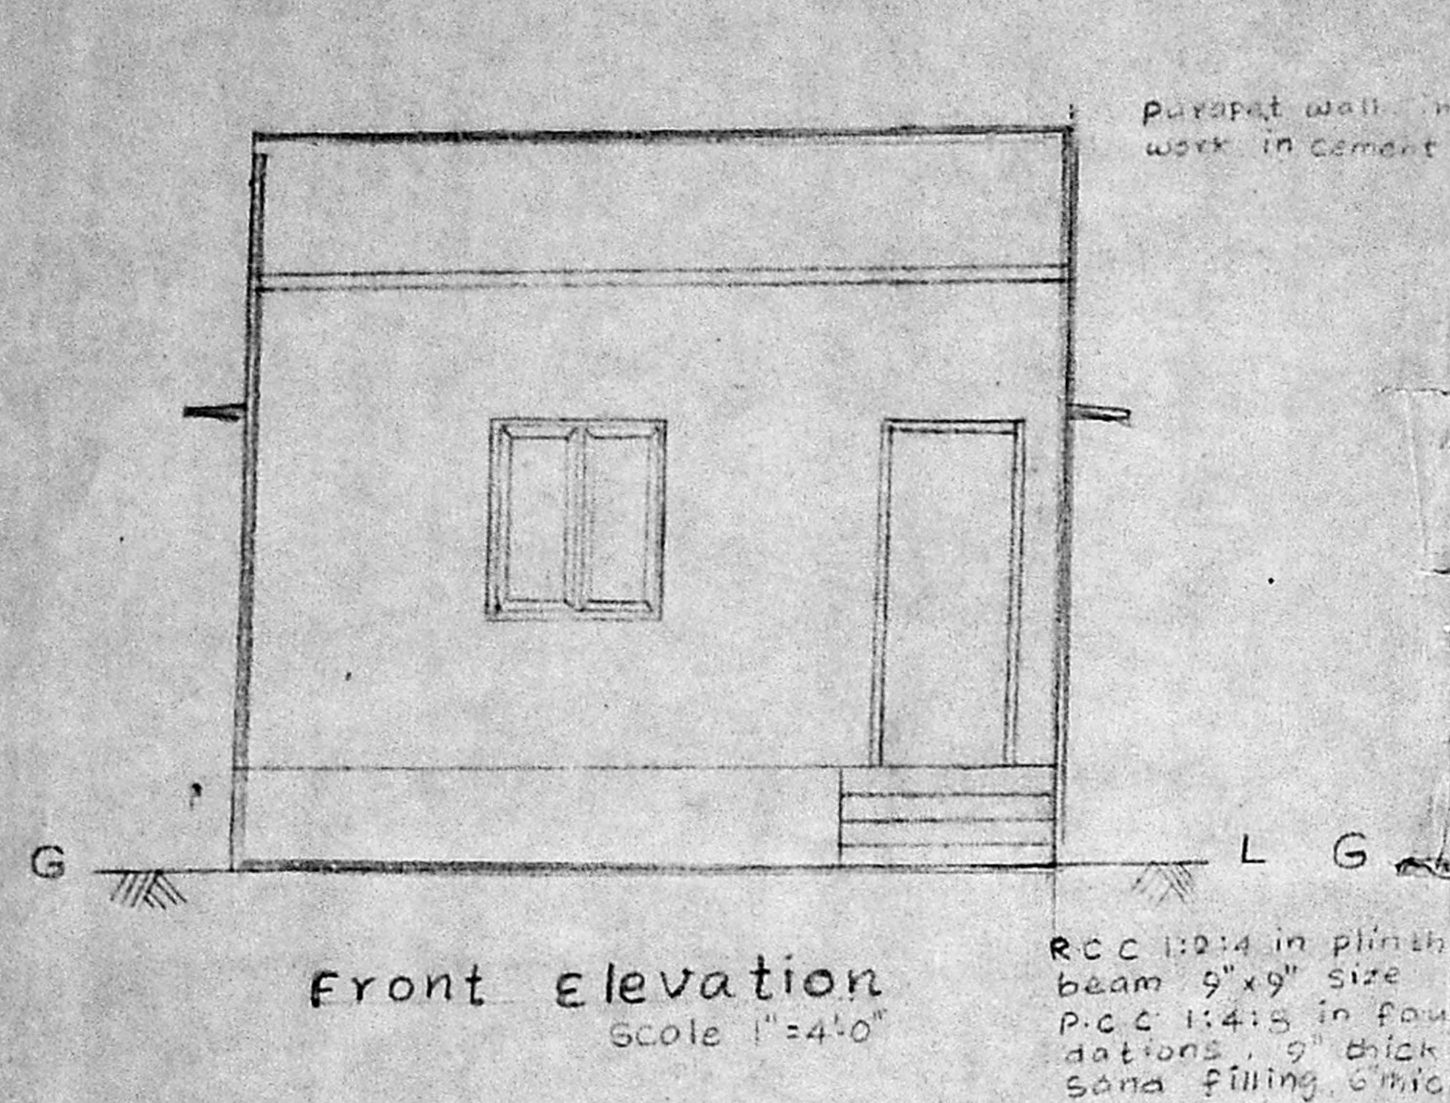 Parapet wall in
work in cement
G
L
G
Front Elevation
Scale 1"=4'-0"
R.C.C 1:2:4 in plinth
beam 9"x9" size
P.C.C 1:4:8 in foun
dations, 9" thick
sand filling 6"thic